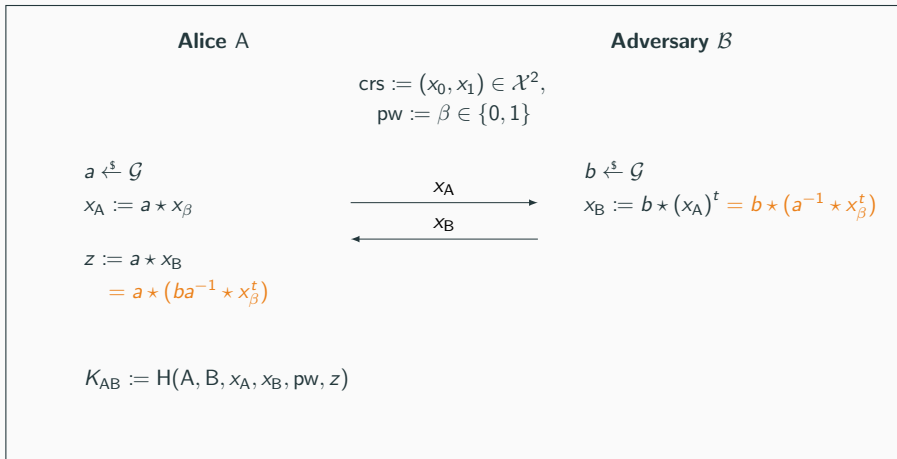 Alice A
Adversary ℬ
crs := (x₀, x₁) ∈ 𝒳²,
pw := β ∈ {0, 1}
a ←$ 𝒢
b ←$ 𝒢
x_A
x_A := a ⋆ x_β
x_B := b ⋆ (x_A)^t = b ⋆ (a⁻¹ ⋆ x_β^t)
x_B
z := a ⋆ x_B
= a ⋆ (ba⁻¹ ⋆ x_β^t)
K_AB := H(A, B, x_A, x_B, pw, z)